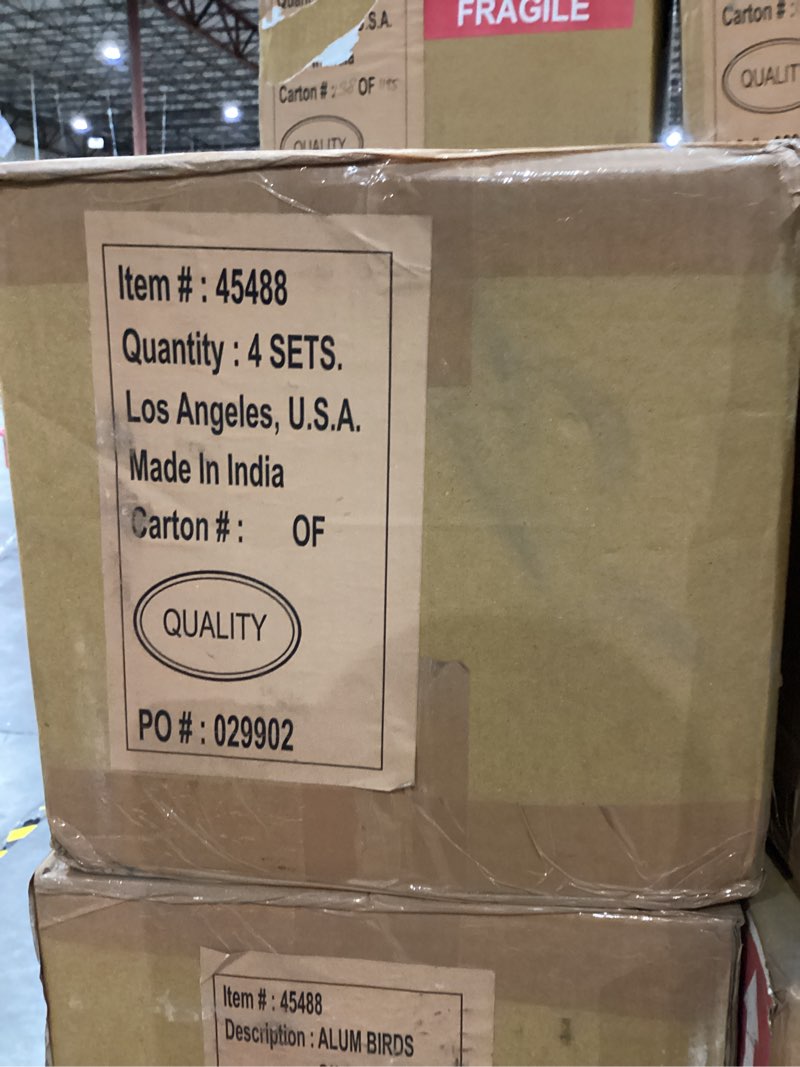 U.S.A.
FRAGILE
Carton # : OF
QUALITY
Carton # :
QUALIT
Item # : 45488
Quantity : 4 SETS.
Los Angeles, U.S.A.
Made In India
Carton # : OF
QUALITY
PO # : 029902
Item # : 45488
Description : ALUM BIRDS